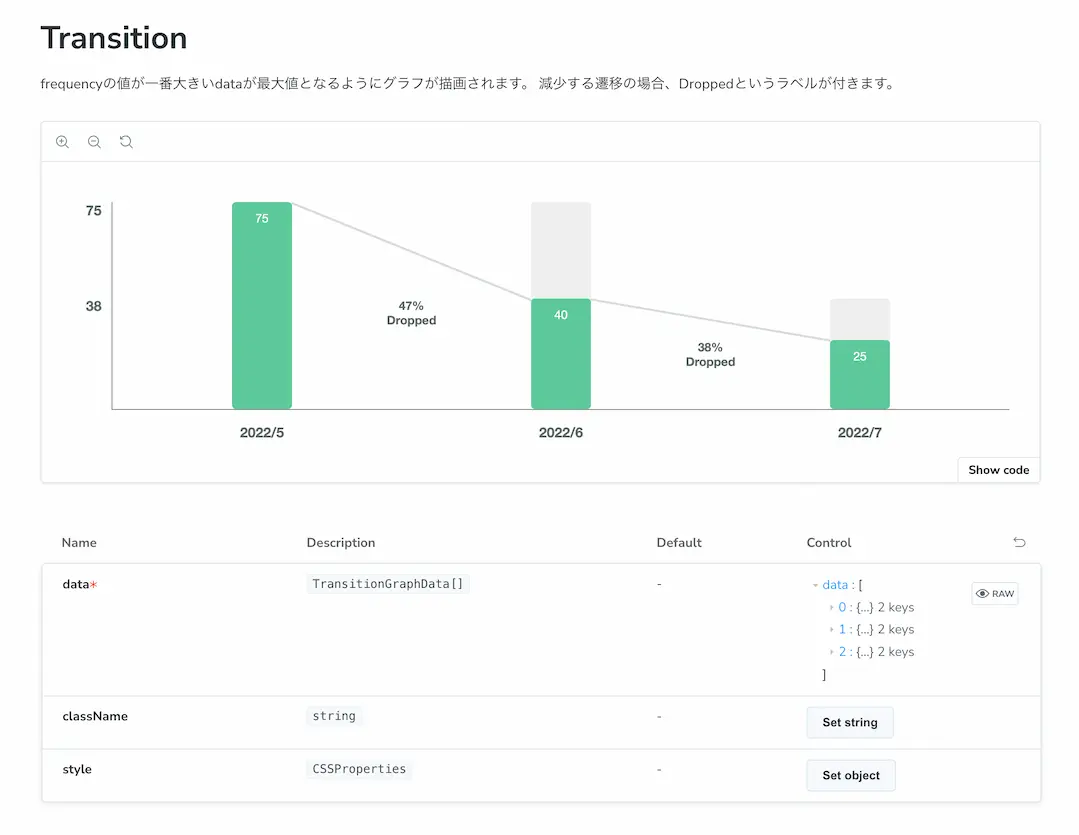 Transition
frequencyの値が一番大きいdataが最大値となるようにグラフが描画されます。 減少する遷移の場合、Droppedというラベルが付きます。
75
75
38
47%
Dropped
40
38%
Dropped
25
2022/5
2022/6
2022/7
Show code
Name Description Default Control
data* TransitionGraphData[] - data : [
RAW
0 : {...} 2 keys
1 : {...} 2 keys
2 : {...} 2 keys
]
className string - Set string
style CSSProperties - Set object